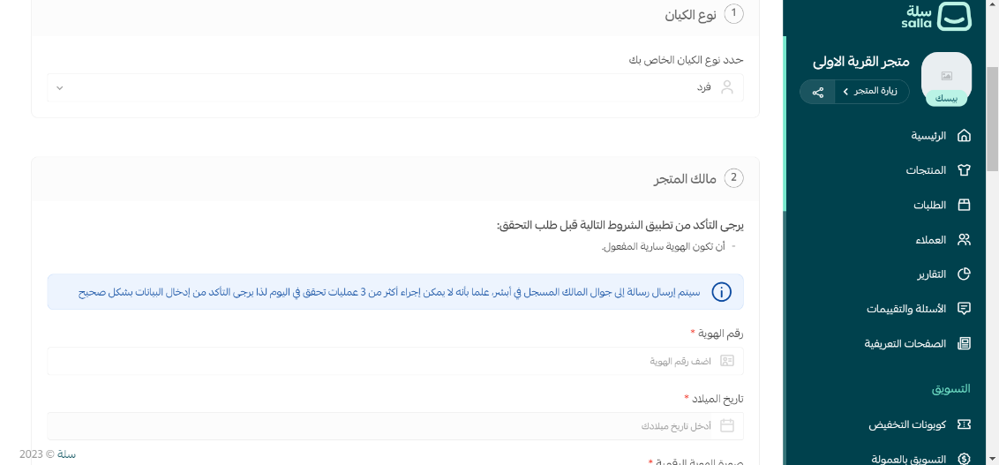 سلة
salla
متجر القرية الاولى
زيارة المتجر
بيسك
الرئيسية
المنتجات
الطلبات
العملاء
التقارير
الأسئلة والتقييمات
الصفحات التعريفية
التسويق
كوبونات التخفيض
التسويق بالعمولة
1 نوع الكيان
حدد نوع الكيان الخاص بك
فرد
2 مالك المتجر
يرجى التأكد من تطبيق الشروط التالية قبل طلب التحقق:
- أن تكون الهوية سارية المفعول.
سيتم إرسال رسالة إلى جوال المالك المسجل في أبشر، علما بأنه لا يمكن إجراء أكثر من 3 عمليات تحقق في اليوم لذا يرجى التأكد من إدخال البيانات بشكل صحيح
رقم الهوية *
اضف رقم الهوية
تاريخ الميلاد *
أدخل تاريخ ميلادك
صورة الهوية الرقمية *
سلة © 2023